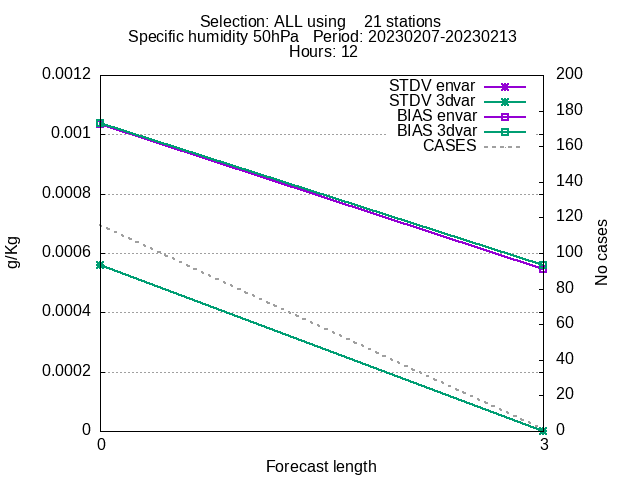 Selection: ALL using    21 stations
Specific humidity 50hPa   Period: 20230207-20230213
Hours: 12
0.0012
0.001
0.0008
0.0006
0.0004
0.0002
0
200
180
160
140
120
100
80
60
40
20
0
STDV envar
STDV 3dvar
BIAS envar
BIAS 3dvar
CASES
g/Kg
No cases
0
3
Forecast length